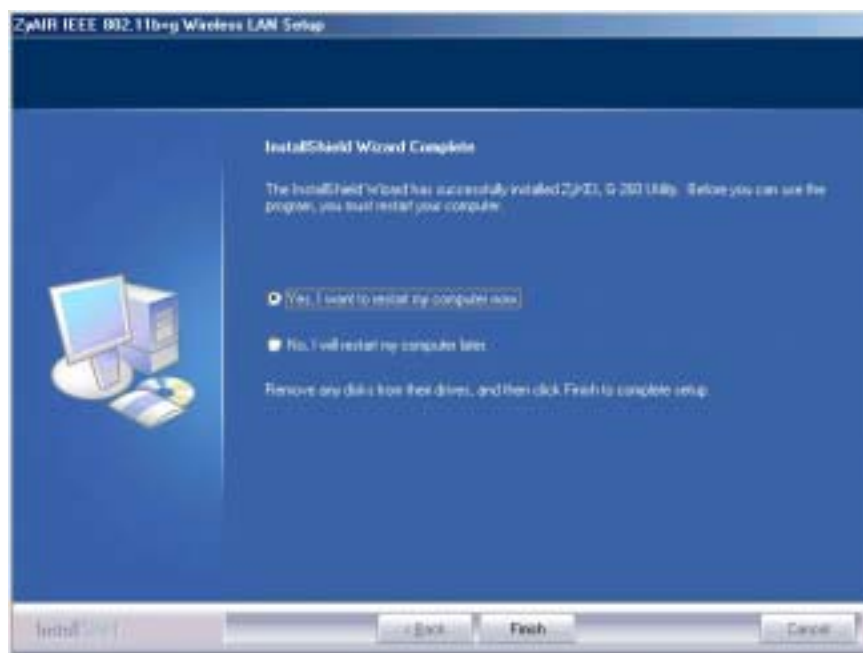 ZyAIR IEEE 802.11b+g Wireless LAN Setup
InstallShield Wizard Complete
The InstallShield Wizard has successfully installed ZyXEL G-260 Utility. Before you can use the
program, you must restart your computer.
Yes, I want to restart my computer now.
No, I will restart my computer later.
Remove any disks from their drives, and then click Finish to complete setup.
InstallShield
< Back
Finish
Cancel